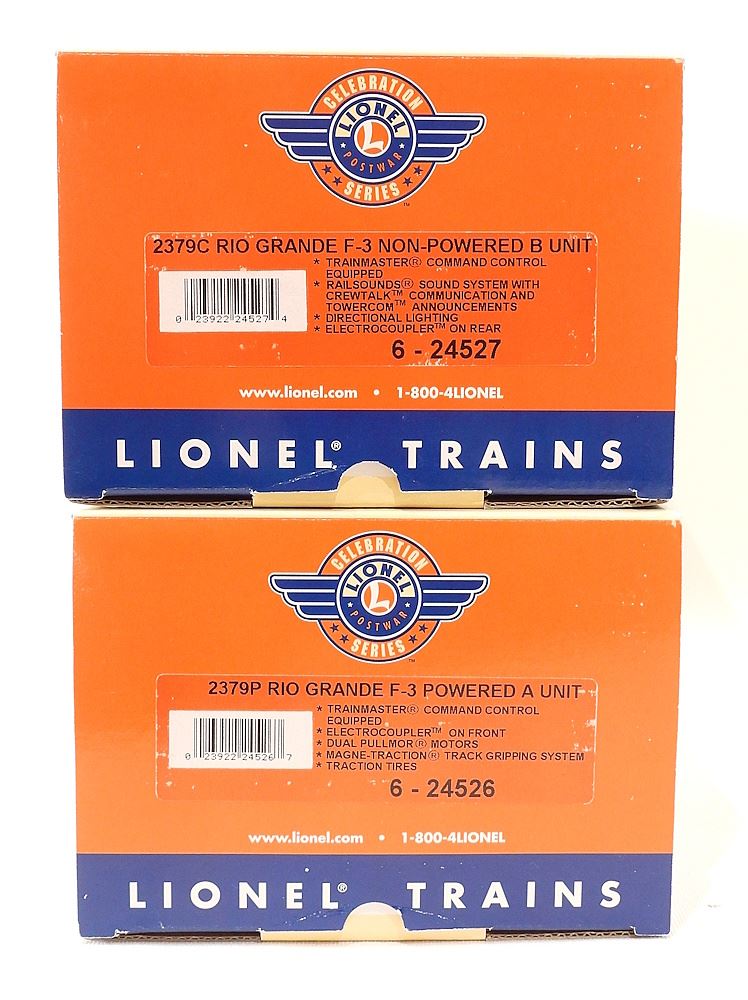 CELEBRATION
LIONEL
L
POSTWAR
SERIES
TM
2379C RIO GRANDE F-3 NON-POWERED B UNIT
* TRAINMASTER® COMMAND CONTROL
EQUIPPED
* RAILSOUNDS® SOUND SYSTEM WITH
CREWTALK™ COMMUNICATION AND
TOWERCOM™ ANNOUNCEMENTS
* DIRECTIONAL LIGHTING
* ELECTROCOUPLER™ ON REAR
0 23922 24527 4
6 - 24527
www.lionel.com • 1-800-4LIONEL
LIONEL® TRAINS
CELEBRATION
LIONEL
L
POSTWAR
SERIES
TM
2379P RIO GRANDE F-3 POWERED A UNIT
* TRAINMASTER® COMMAND CONTROL
EQUIPPED
* ELECTROCOUPLER™ ON FRONT
* DUAL PULLMOR® MOTORS
* MAGNE-TRACTION® TRACK GRIPPING SYSTEM
* TRACTION TIRES
0 23922 24526 7
6 - 24526
www.lionel.com • 1-800-4LIONEL
LIONEL® TRAINS